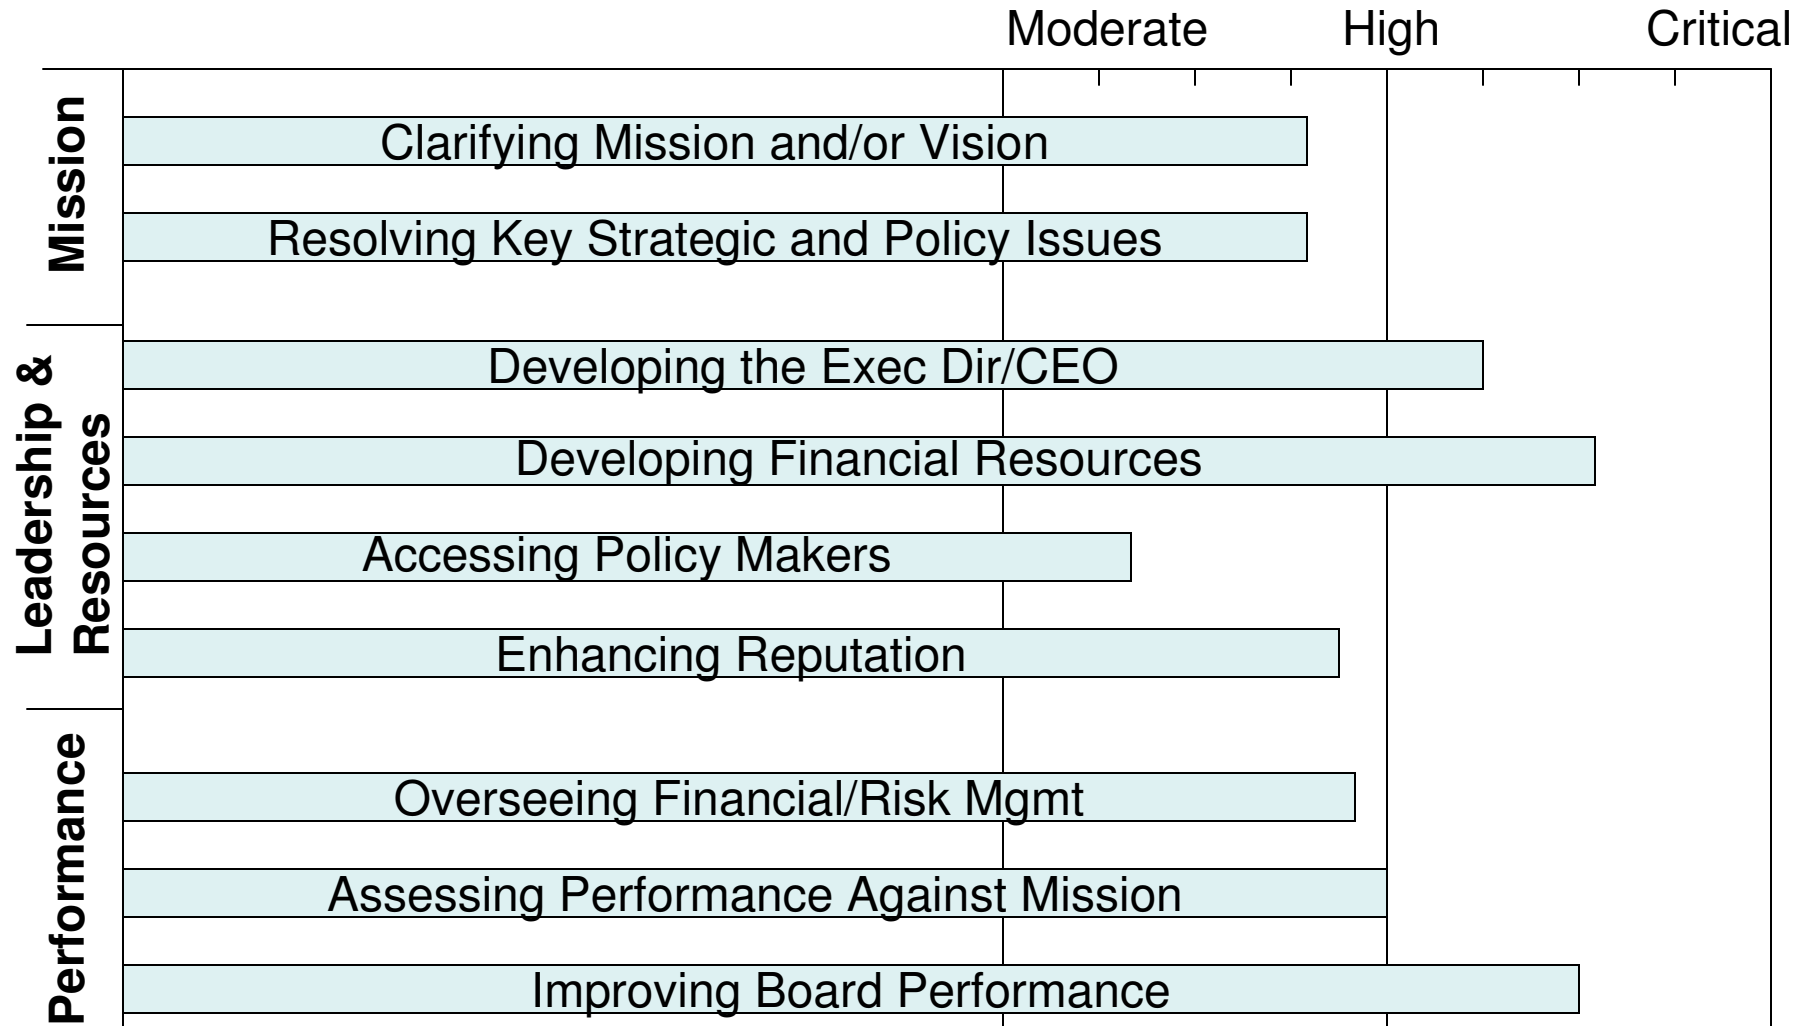 Moderate High Critical
Mission
Clarifying Mission and/or Vision
Resolving Key Strategic and Policy Issues
Leadership &
Resources
Developing the Exec Dir/CEO
Developing Financial Resources
Accessing Policy Makers
Enhancing Reputation
Performance
Overseeing Financial/Risk Mgmt
Assessing Performance Against Mission
Improving Board Performance